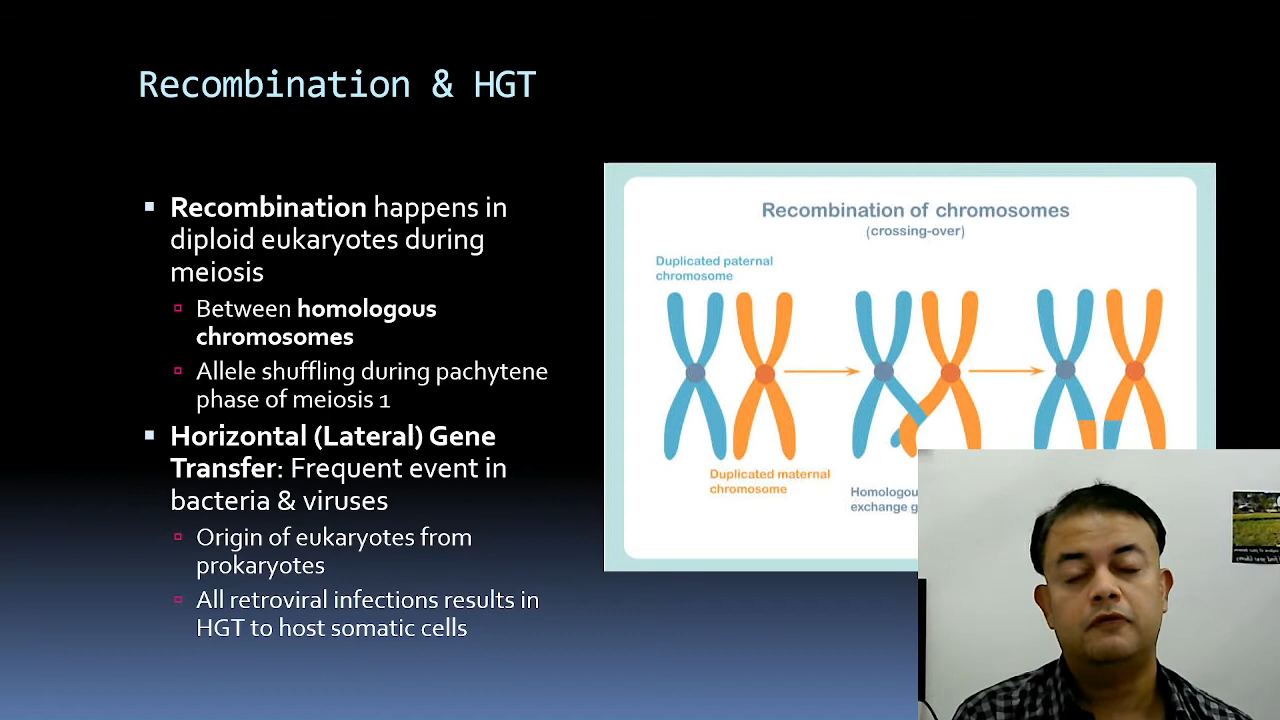 Recombination & HGT
Recombination happens in
diploid eukaryotes during
meiosis
Between homologous
chromosomes
Allele shuffling during pachytene
phase of meiosis 1
Horizontal (Lateral) Gene
Transfer: Frequent event in
bacteria & viruses
Origin of eukaryotes from
prokaryotes
All retroviral infections results in
HGT to host somatic cells
Recombination of chromosomes
(crossing-over)
Duplicated paternal
chromosome
Duplicated maternal
chromosome
Homologou
exchange g